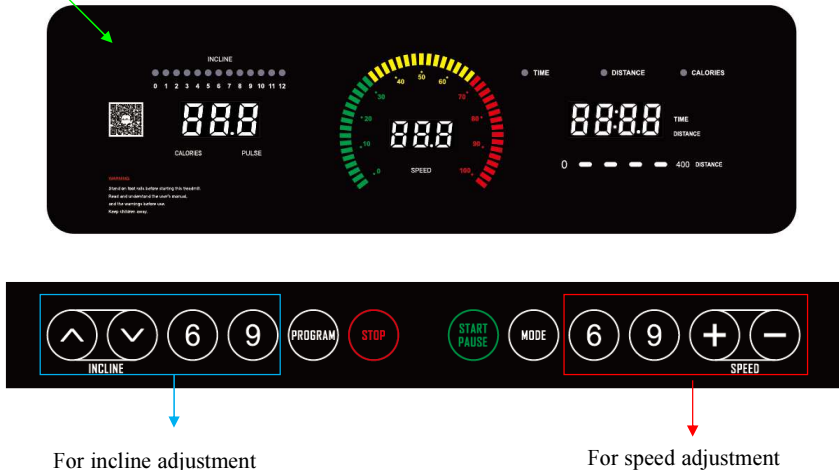 INCLINE
0 1 2 3 4 5 6 7 8 9 10 11 12
88.8
CALORIES PULSE
WARNING
Stand on foot rails before starting this treadmill.
Read and understand the user's manual,
and the warnings before use.
Keep children away.
0 10 20 30 40 50 60 70 80 90 100
88.8
SPEED
TIME DISTANCE CALORIES
88:8.8
TIME
DISTANCE
0 400 DISTANCE
6 9 PROGRAM STOP START PAUSE MODE 6 9 + −
INCLINE SPEED
For incline adjustment For speed adjustment